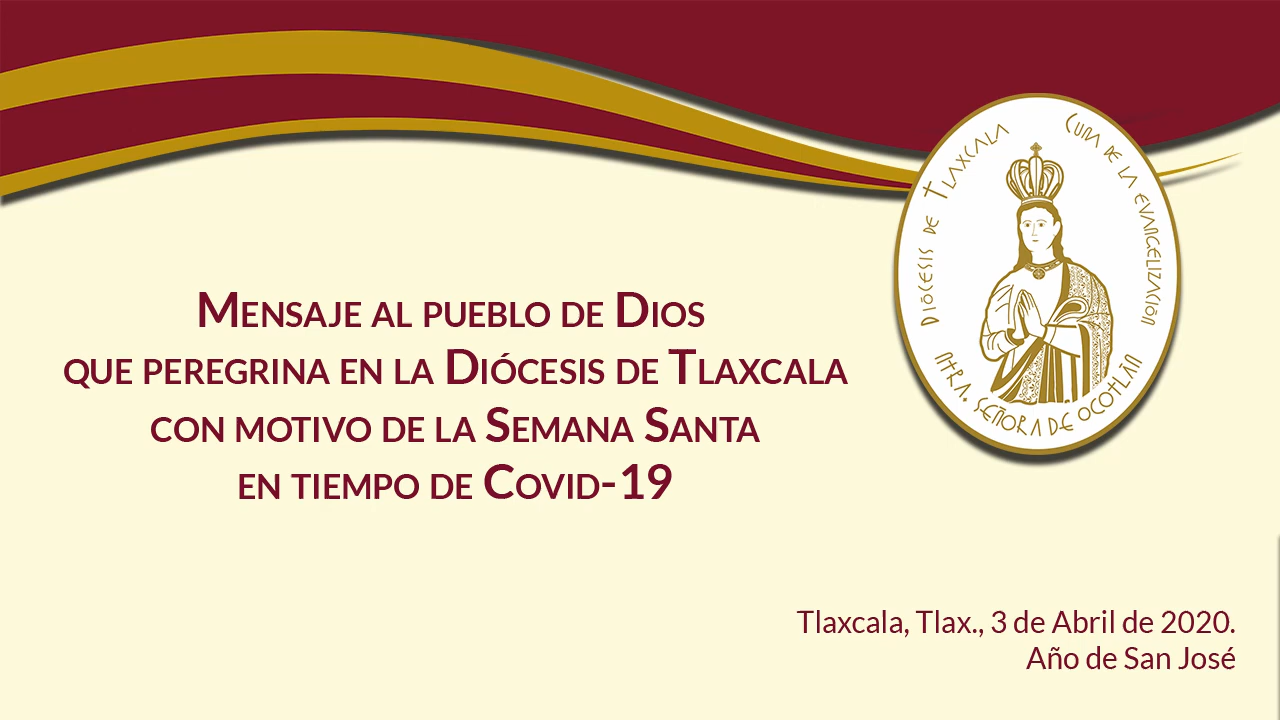 Diócesis de Tlaxcala
Cuna de la Evangelización
Ntra. Señora de Ocotlán
Mensaje al pueblo de Dios
que peregrina en la Diócesis de Tlaxcala
con motivo de la Semana Santa
en tiempo de Covid-19
Tlaxcala, Tlax., 3 de Abril de 2020.
Año de San José